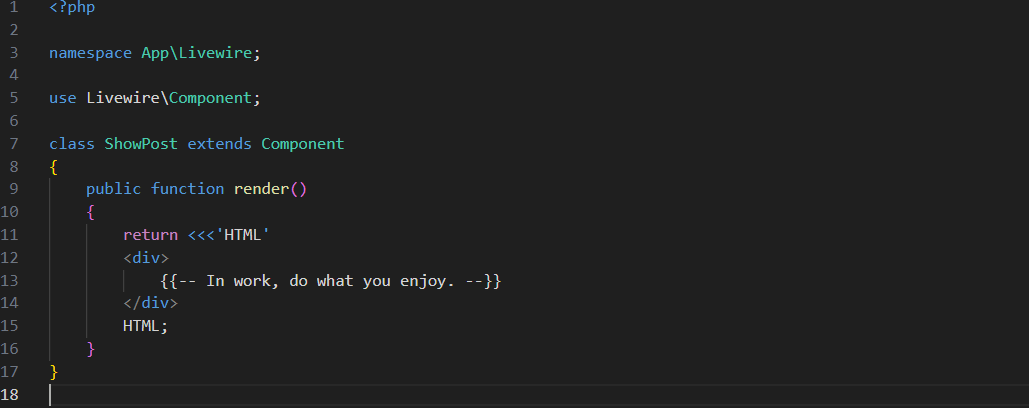 1 <?php
2
3 namespace App\Livewire;
4
5 use Livewire\Component;
6
7 class ShowPost extends Component
8 {
9     public function render()
10     {
11         return <<<'HTML'
12         <div>
13             {{-- In work, do what you enjoy. --}}
14         </div>
15         HTML;
16     }
17 }
18